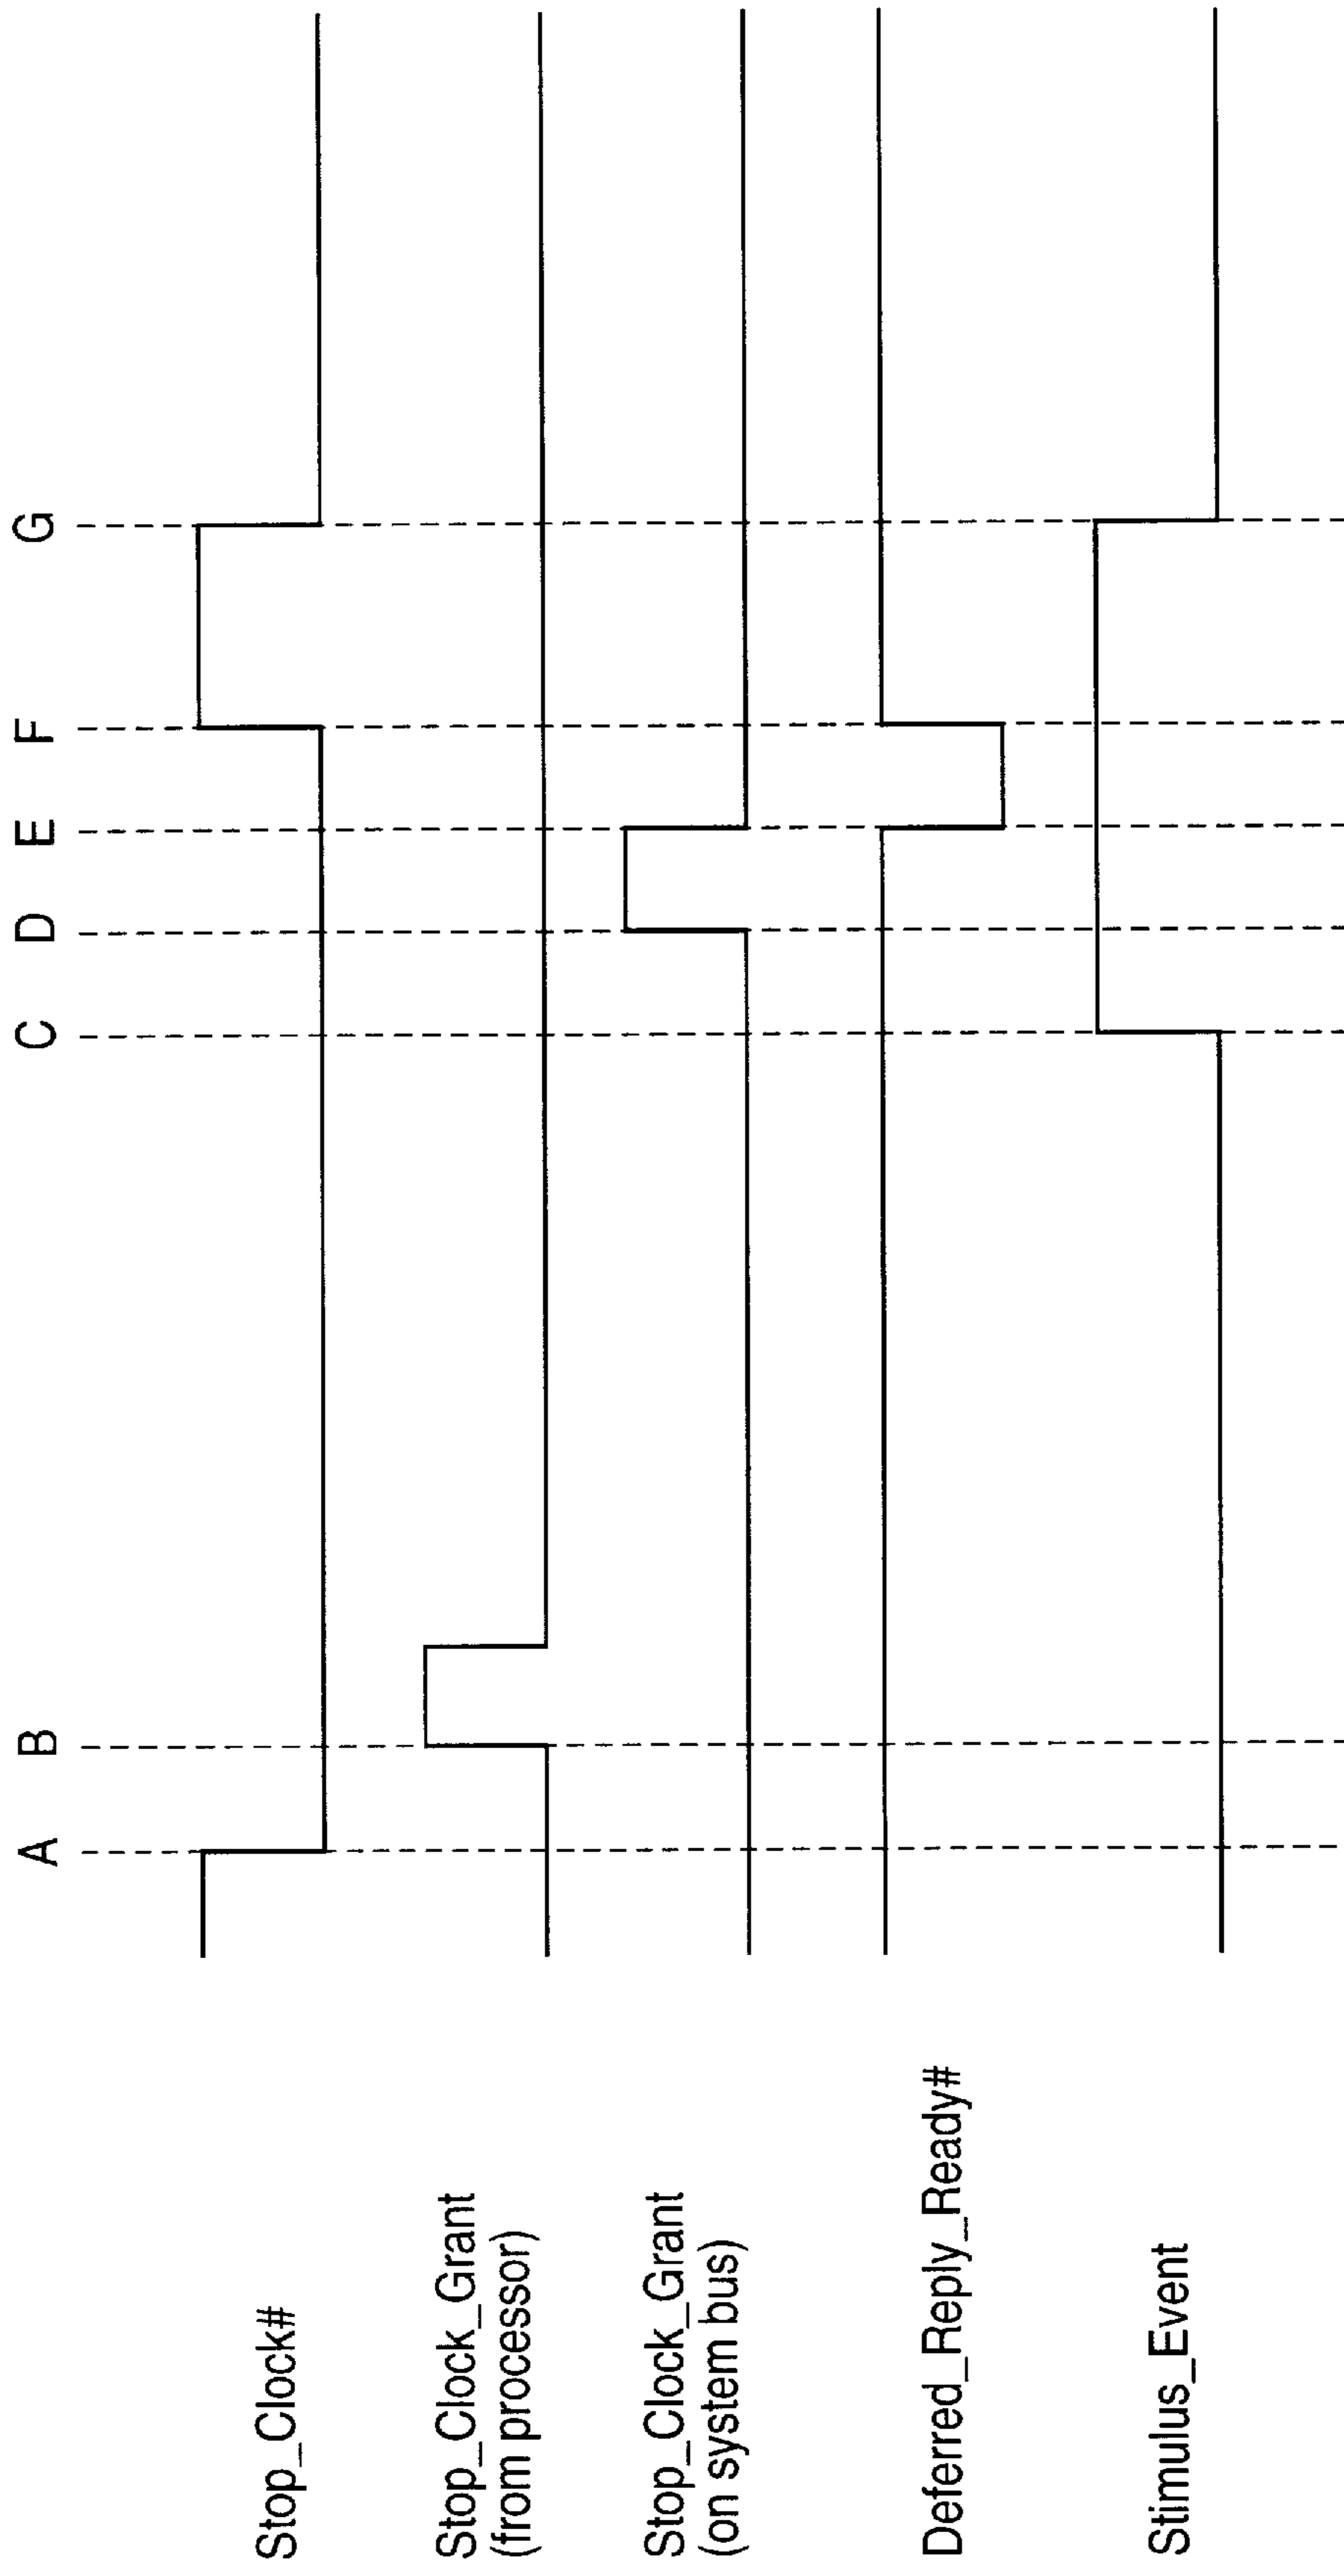 A B C D E F G
Stop_Clock#
Stop_Clock_Grant
(from processor)
Stop_Clock_Grant
(on system bus)
Deferred_Reply_Ready#
Stimulus_Event